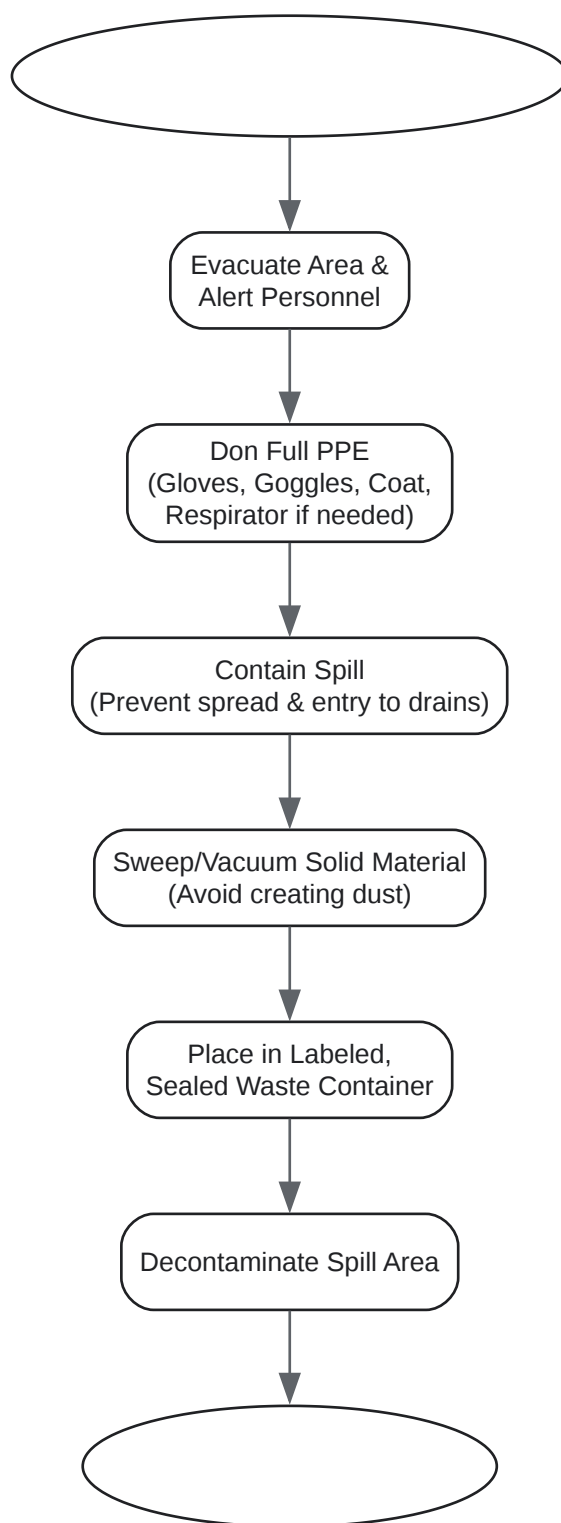 Evacuate Area &
Alert Personnel
Don Full PPE
(Gloves, Goggles, Coat,
Respirator if needed)
Contain Spill
(Prevent spread & entry to drains)
Sweep/Vacuum Solid Material
(Avoid creating dust)
Place in Labeled,
Sealed Waste Container
Decontaminate Spill Area